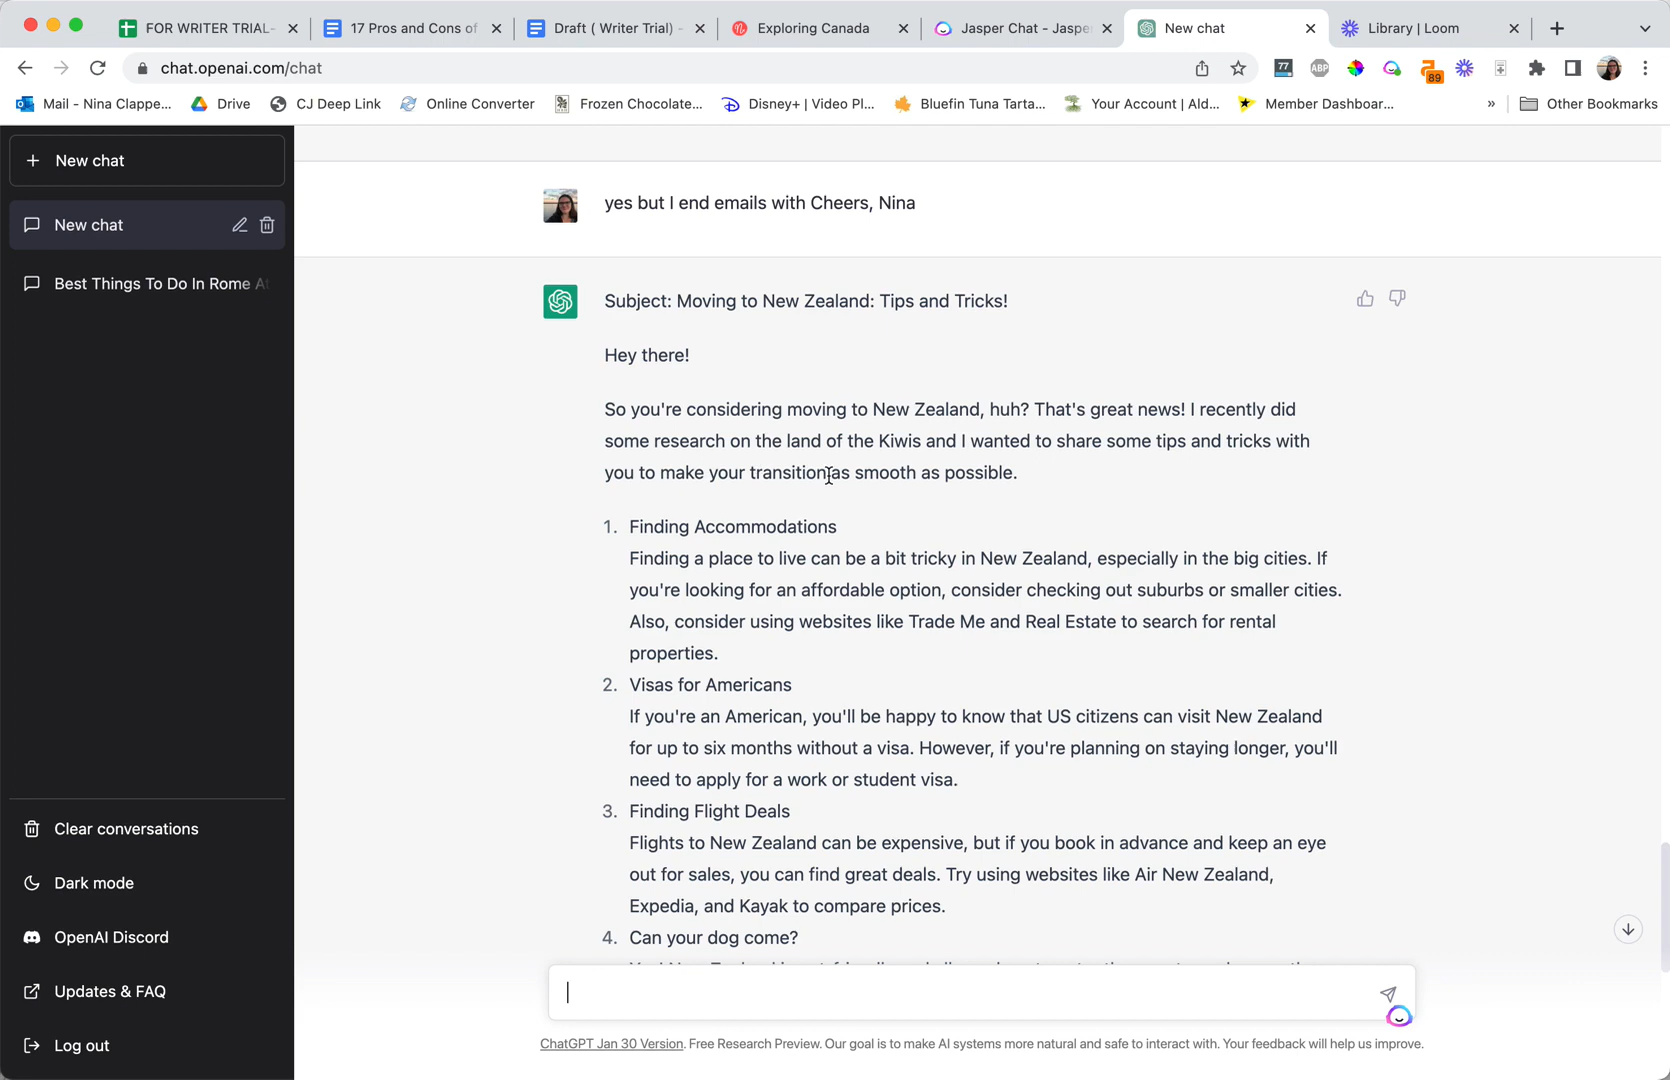 FOR WRITER TRIAL-
17 Pros and Cons of
Draft ( Writer Trial) -
Exploring Canada
Jasper Chat - Jaspe
New chat
Library | Loom
chat.openai.com/chat
77
ABP
89
Mail - Nina Clappe...
Drive
CJ Deep Link
Online Converter
Frozen Chocolate...
Disney+ | Video Pl...
Bluefin Tuna Tarta...
Your Account | Ald...
Member Dashboar...
»
Other Bookmarks
New chat
New chat
Best Things To Do In Rome At
Clear conversations
Dark mode
OpenAI Discord
Updates & FAQ
Log out
yes but I end emails with Cheers, Nina
Subject: Moving to New Zealand: Tips and Tricks!
Hey there!
So you're considering moving to New Zealand, huh? That's great news! I recently did
some research on the land of the Kiwis and I wanted to share some tips and tricks with
you to make your transition as smooth as possible.
1. Finding Accommodations
Finding a place to live can be a bit tricky in New Zealand, especially in the big cities. If
you're looking for an affordable option, consider checking out suburbs or smaller cities.
Also, consider using websites like Trade Me and Real Estate to search for rental
properties.
2. Visas for Americans
If you're an American, you'll be happy to know that US citizens can visit New Zealand
for up to six months without a visa. However, if you're planning on staying longer, you'll
need to apply for a work or student visa.
3. Finding Flight Deals
Flights to New Zealand can be expensive, but if you book in advance and keep an eye
out for sales, you can find great deals. Try using websites like Air New Zealand,
Expedia, and Kayak to compare prices.
4. Can your dog come?
ChatGPT Jan 30 Version. Free Research Preview. Our goal is to make AI systems more natural and safe to interact with. Your feedback will help us improve.